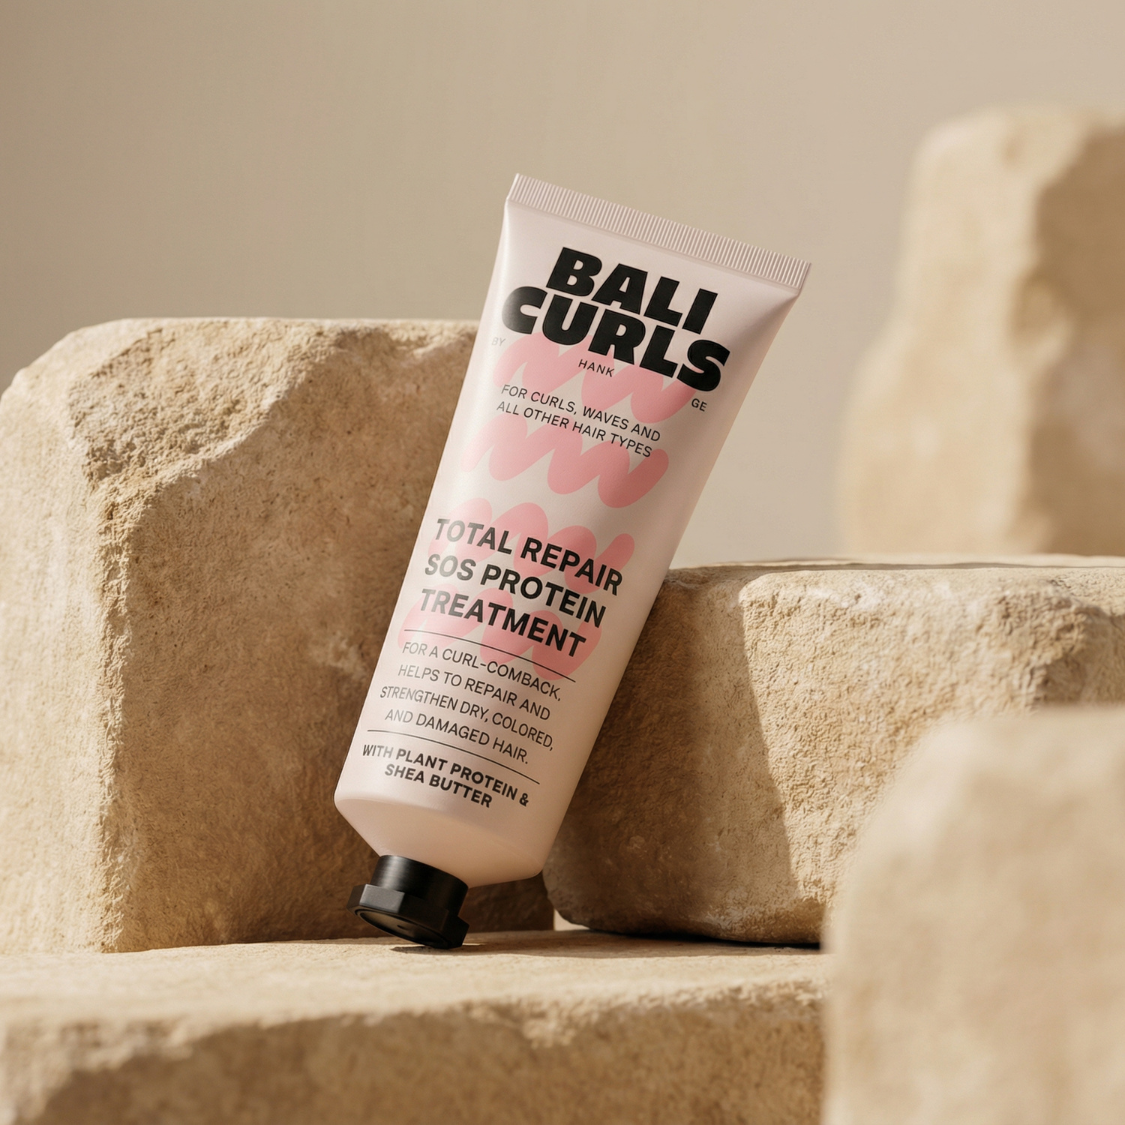 BALI
CURLS
BY HANK GE
FOR CURLS, WAVES AND
ALL OTHER HAIR TYPES
TOTAL REPAIR
SOS PROTEIN
TREATMENT
FOR A CURL-COMBACK.
HELPS TO REPAIR AND
STRENGTHEN DRY, COLORED,
AND DAMAGED HAIR.
WITH PLANT PROTEIN &
SHEA BUTTER